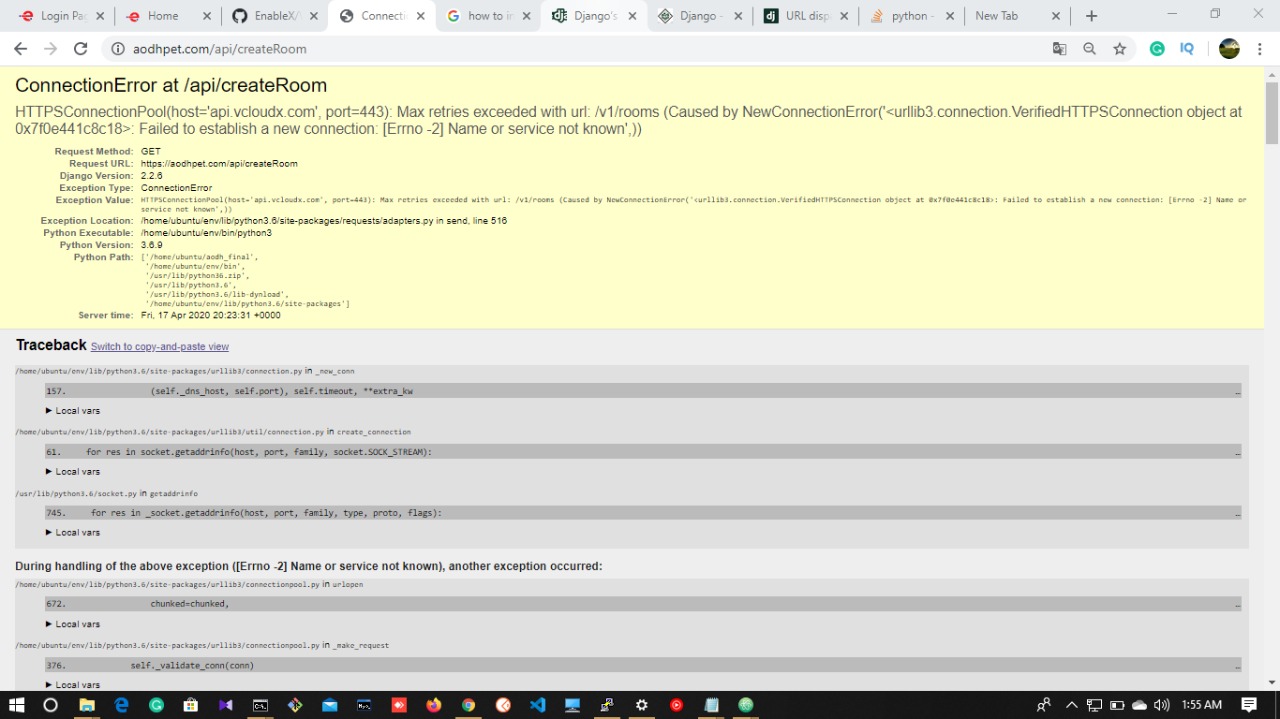 Login Pag
Home
EnableX/V
Connecti
how to in
Django's
Django -
URL disp
python -
New Tab
aodhpet.com/api/createRoom
IQ
ConnectionError at /api/createRoom
HTTPSConnectionPool(host='api.vcloudx.com', port=443): Max retries exceeded with url: /v1/rooms (Caused by NewConnectionError('<urllib3.connection.VerifiedHTTPSConnection object at
0x7f0e441c8c18>: Failed to establish a new connection: [Errno -2] Name or service not known',))
Request Method: GET
Request URL: https://aodhpet.com/api/createRoom
Django Version: 2.2.6
Exception Type: ConnectionError
Exception Value: HTTPSConnectionPool(host='api.vcloudx.com', port=443): Max retries exceeded with url: /v1/rooms (Caused by NewConnectionError('<urllib3.connection.VerifiedHTTPSConnection object at 0x7f0e441c8c18>: Failed to establish a new connection: [Errno -2] Name or
service not known',))
Exception Location: /home/ubuntu/env/lib/python3.6/site-packages/requests/adapters.py in send, line 516
Python Executable: /home/ubuntu/env/bin/python3
Python Version: 3.6.9
Python Path: ['/home/ubuntu/aodh_final',
'/home/ubuntu/env/bin',
'/usr/lib/python36.zip',
'/usr/lib/python3.6',
'/usr/lib/python3.6/lib-dynload',
'/home/ubuntu/env/lib/python3.6/site-packages']
Server time: Fri, 17 Apr 2020 20:23:31 +0000
Traceback Switch to copy-and-paste view
/home/ubuntu/env/lib/python3.6/site-packages/urllib3/connection.py in _new_conn
157. (self._dns_host, self.port), self.timeout, **extra_kw …
▶ Local vars
/home/ubuntu/env/lib/python3.6/site-packages/urllib3/util/connection.py in create_connection
61. for res in socket.getaddrinfo(host, port, family, socket.SOCK_STREAM): …
▶ Local vars
/usr/lib/python3.6/socket.py in getaddrinfo
745. for res in _socket.getaddrinfo(host, port, family, type, proto, flags): …
▶ Local vars
During handling of the above exception ([Errno -2] Name or service not known), another exception occurred:
/home/ubuntu/env/lib/python3.6/site-packages/urllib3/connectionpool.py in urlopen
672. chunked=chunked, …
▶ Local vars
/home/ubuntu/env/lib/python3.6/site-packages/urllib3/connectionpool.py in _make_request
376. self._validate_conn(conn) …
▶ Local vars
1:55 AM